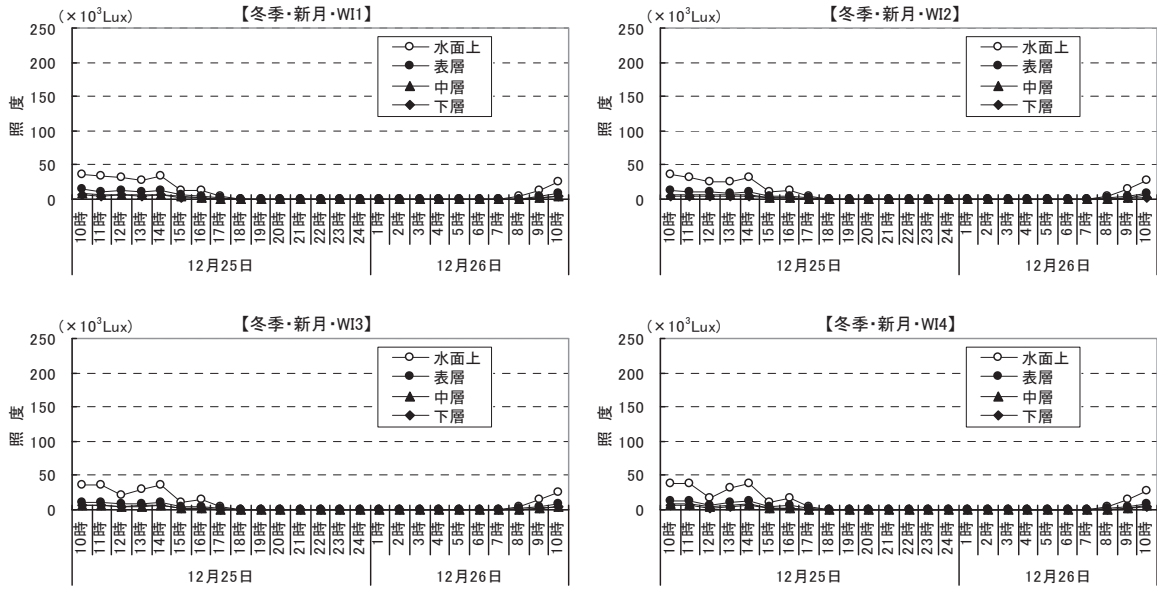 (×10³Lux) 【冬季・新月・WI1】
250
200
150
100
50
0
照度
水面上
表層
中層
下層
10時 11時 12時 13時 14時 15時 16時 17時 18時 19時 20時 21時 22時 23時 24時 1時 2時 3時 4時 5時 6時 7時 8時 9時 10時
12月25日 12月26日
(×10³Lux) 【冬季・新月・WI2】
250
200
150
100
50
0
照度
水面上
表層
中層
下層
10時 11時 12時 13時 14時 15時 16時 17時 18時 19時 20時 21時 22時 23時 24時 1時 2時 3時 4時 5時 6時 7時 8時 9時 10時
12月25日 12月26日
(×10³Lux) 【冬季・新月・WI3】
250
200
150
100
50
0
照度
水面上
表層
中層
下層
10時 11時 12時 13時 14時 15時 16時 17時 18時 19時 20時 21時 22時 23時 24時 1時 2時 3時 4時 5時 6時 7時 8時 9時 10時
12月25日 12月26日
(×10³Lux) 【冬季・新月・WI4】
250
200
150
100
50
0
照度
水面上
表層
中層
下層
10時 11時 12時 13時 14時 15時 16時 17時 18時 19時 20時 21時 22時 23時 24時 1時 2時 3時 4時 5時 6時 7時 8時 9時 10時
12月25日 12月26日